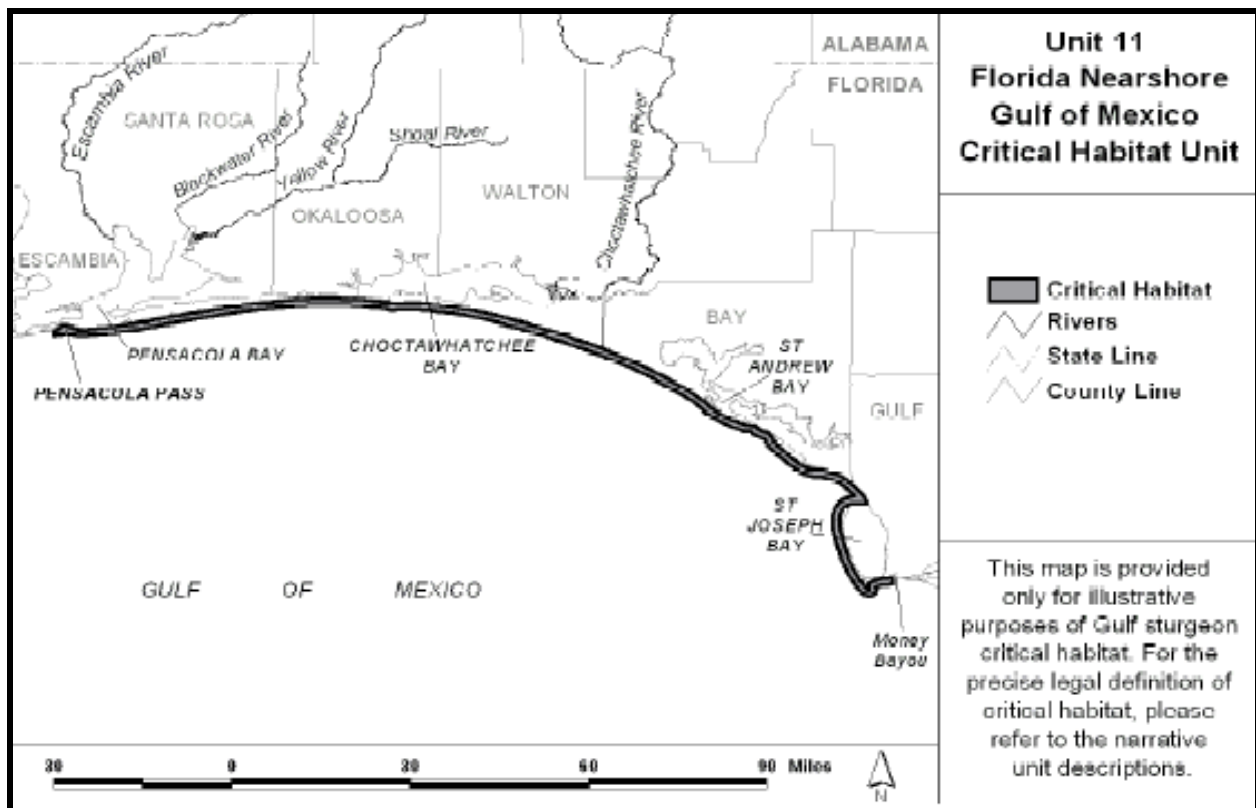 ALABAMA
FLORIDA
Escambia River
SANTA ROSA
Blackwater River
Yellow River
Shoal River
Choctawhatchee River
WALTON
OKALOOSA
ESCAMBIA
BAY
PENSACOLA BAY
CHOCTAWHATCHEE
BAY
ST
ANDREW
BAY
PENSACOLA PASS
GULF
ST
JOSEPH
BAY
GULF OF MEXICO
Money
Bayou
30 0 30 60 90 Miles
N
Unit 11
Florida Nearshore
Gulf of Mexico
Critical Habitat Unit
Critical Habitat
Rivers
State Line
County Line
This map is provided
only for illustrative
purposes of Gulf sturgeon
critical habitat. For the
precise legal definition of
critical habitat, please
refer to the narrative
unit descriptions.